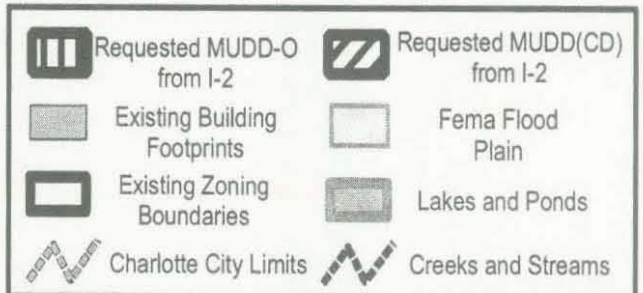 Requested MUDD-O
from I-2
Requested MUDD(CD)
from I-2
Existing Building
Footprints
Fema Flood
Plain
Existing Zoning
Boundaries
Lakes and Ponds
Charlotte City Limits
Creeks and Streams